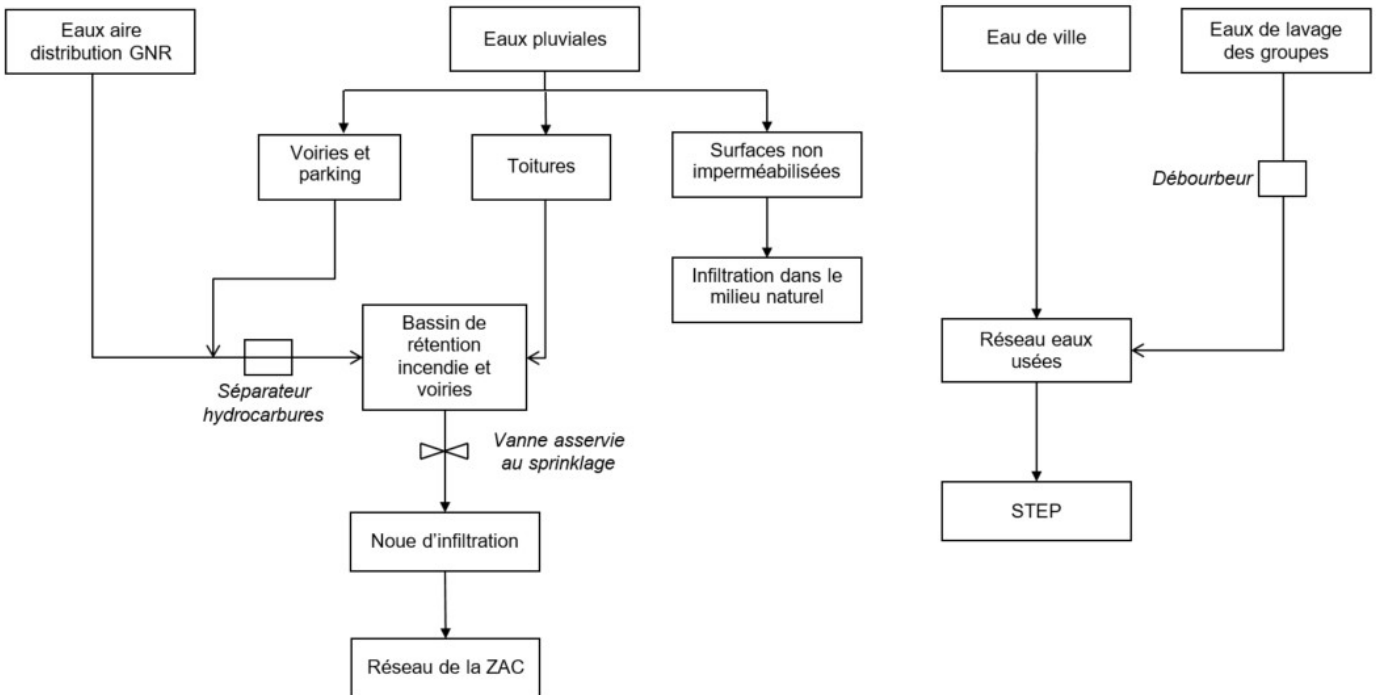 Eaux aire
distribution GNR
Eaux pluviales
Eau de ville
Eaux de lavage
des groupes
Voiries et
parking
Toitures
Surfaces non
imperméabilisées
Débourbeur
Infiltration dans le
milieu naturel
Bassin de
rétention
incendie et
voiries
Réseau eaux
usées
Séparateur
hydrocarbures
Vanne asservie
au sprinklage
STEP
Noue d'infiltration
Réseau de la ZAC